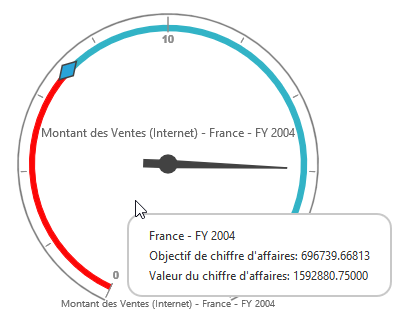 10
Montant des Ventes (Internet) - France - FY 2004
France - FY 2004
Objectif de chiffre d'affaires: 696739.66813
Valeur du chiffre d'affaires: 1592880.75000
0
Montant des Ventes (Internet) - France - FY 2004